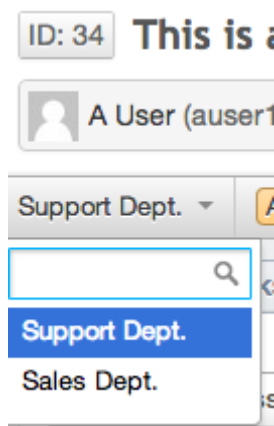 ID: 34 This is a
A User (auser1
Support Dept.
Support Dept.
Sales Dept.